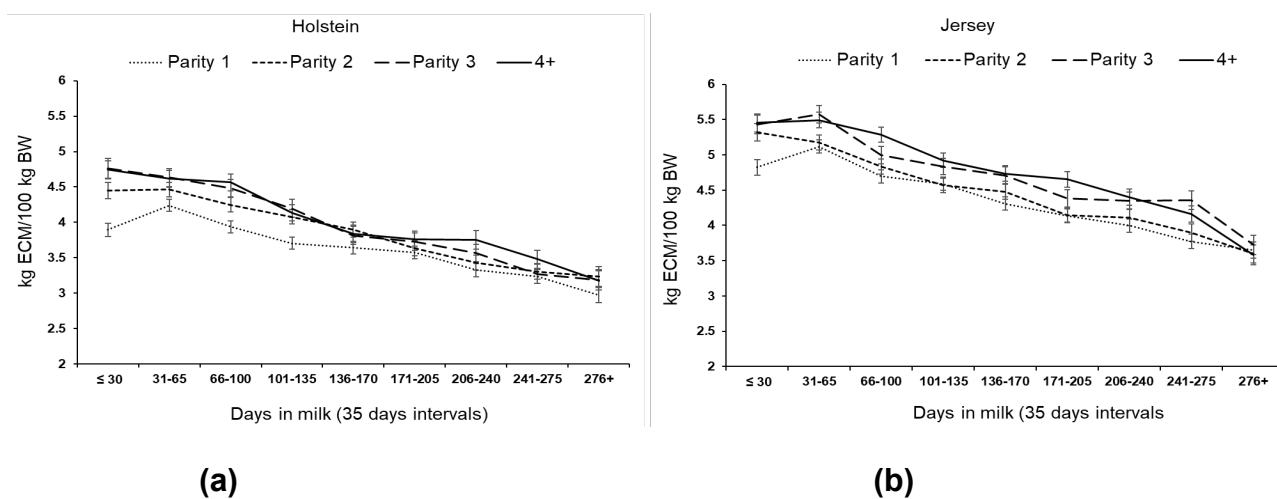 Holstein
Parity 1 Parity 2 Parity 3 4+
kg ECM/100 kg BW
6
5.5
5
4.5
4
3.5
3
2.5
2
≤ 30 31-65 66-100 101-135 136-170 171-205 206-240 241-275 276+
Days in milk (35 days intervals)
(a)
Jersey
Parity 1 Parity 2 Parity 3 4+
kg ECM/100 kg BW
6
5.5
5
4.5
4
3.5
3
2.5
2
≤ 30 31-65 66-100 101-135 136-170 171-205 206-240 241-275 276+
Days in milk (35 days intervals
(b)